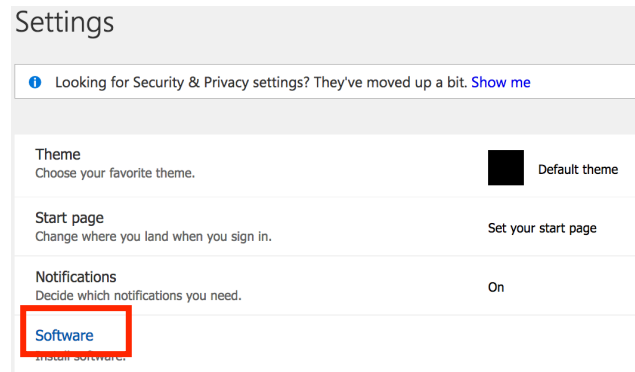 Settings
Looking for Security & Privacy settings? They've moved up a bit. Show me
Theme
Choose your favorite theme.
Default theme
Start page
Change where you land when you sign in.
Set your start page
Notifications
Decide which notifications you need.
On
Software
Install software.